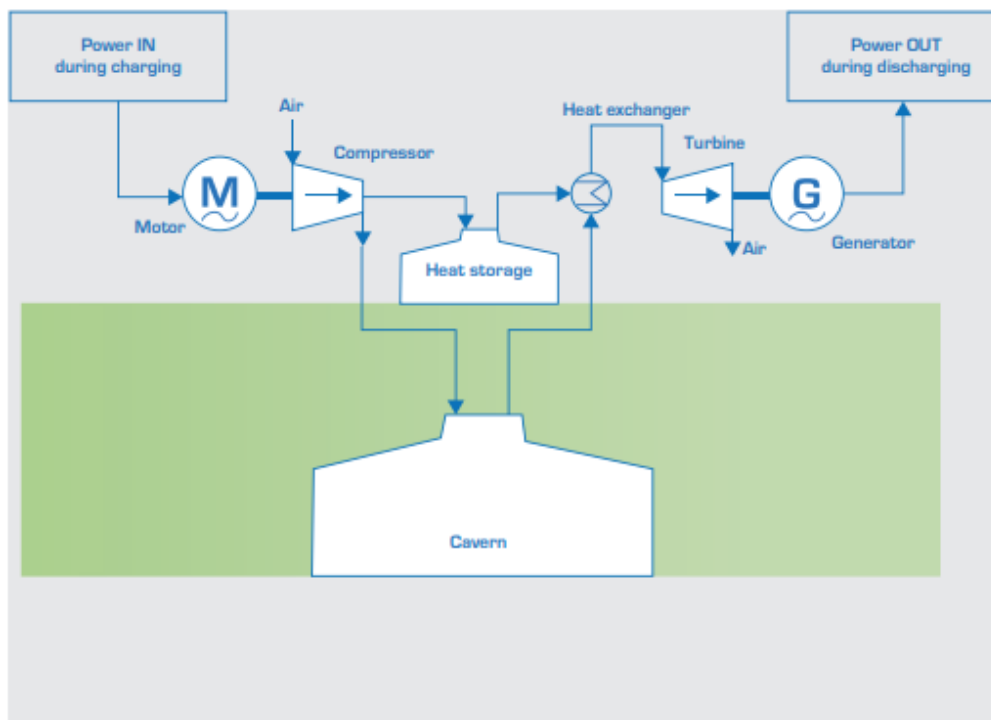 Power IN
during charging
Power OUT
during discharging
Air
Heat exchanger
Compressor
Turbine
M
G
Motor
Air
Generator
Heat storage
Cavern